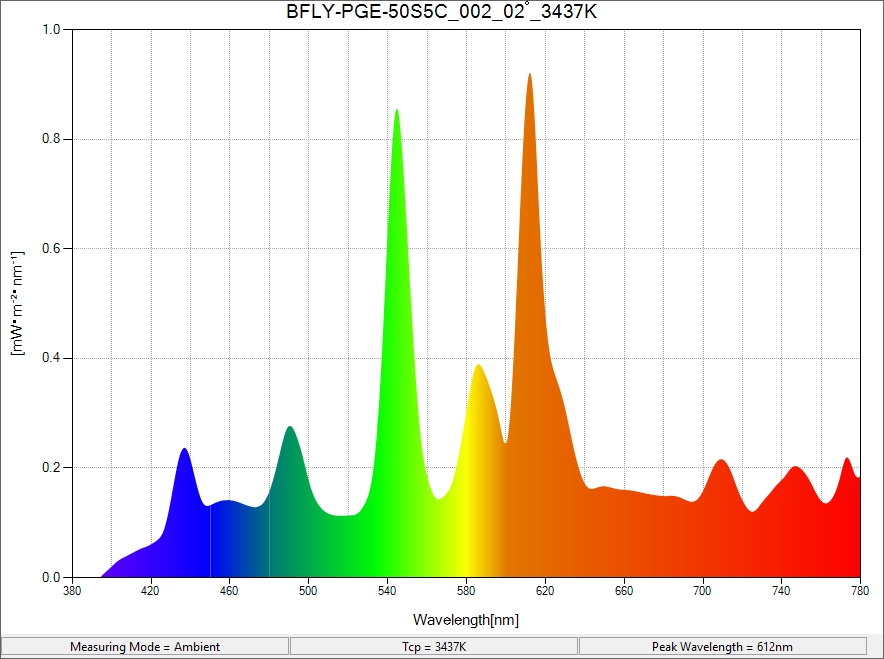 BFLY-PGE-50S5C_002_02°_3437K
1.0
0.8
0.6
0.4
0.2
0.0
[mW•m⁻²•nm⁻¹]
380 420 460 500 540 580 620 660 700 740 780
Wavelength[nm]
Measuring Mode = Ambient Tcp = 3437K Peak Wavelength = 612nm